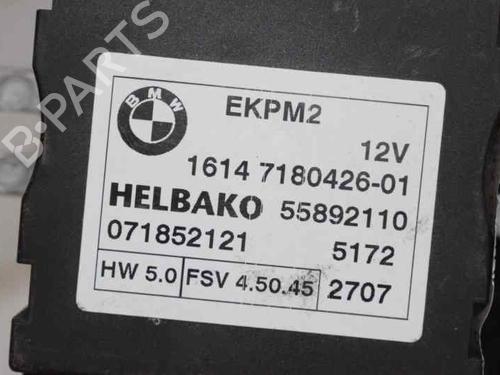 B-PARTS
BMW
EKPM2
12V
1614 7180426-01
HELBAKO 55892110
071852121 5172
HW 5.0 FSV 4.50.45 2707